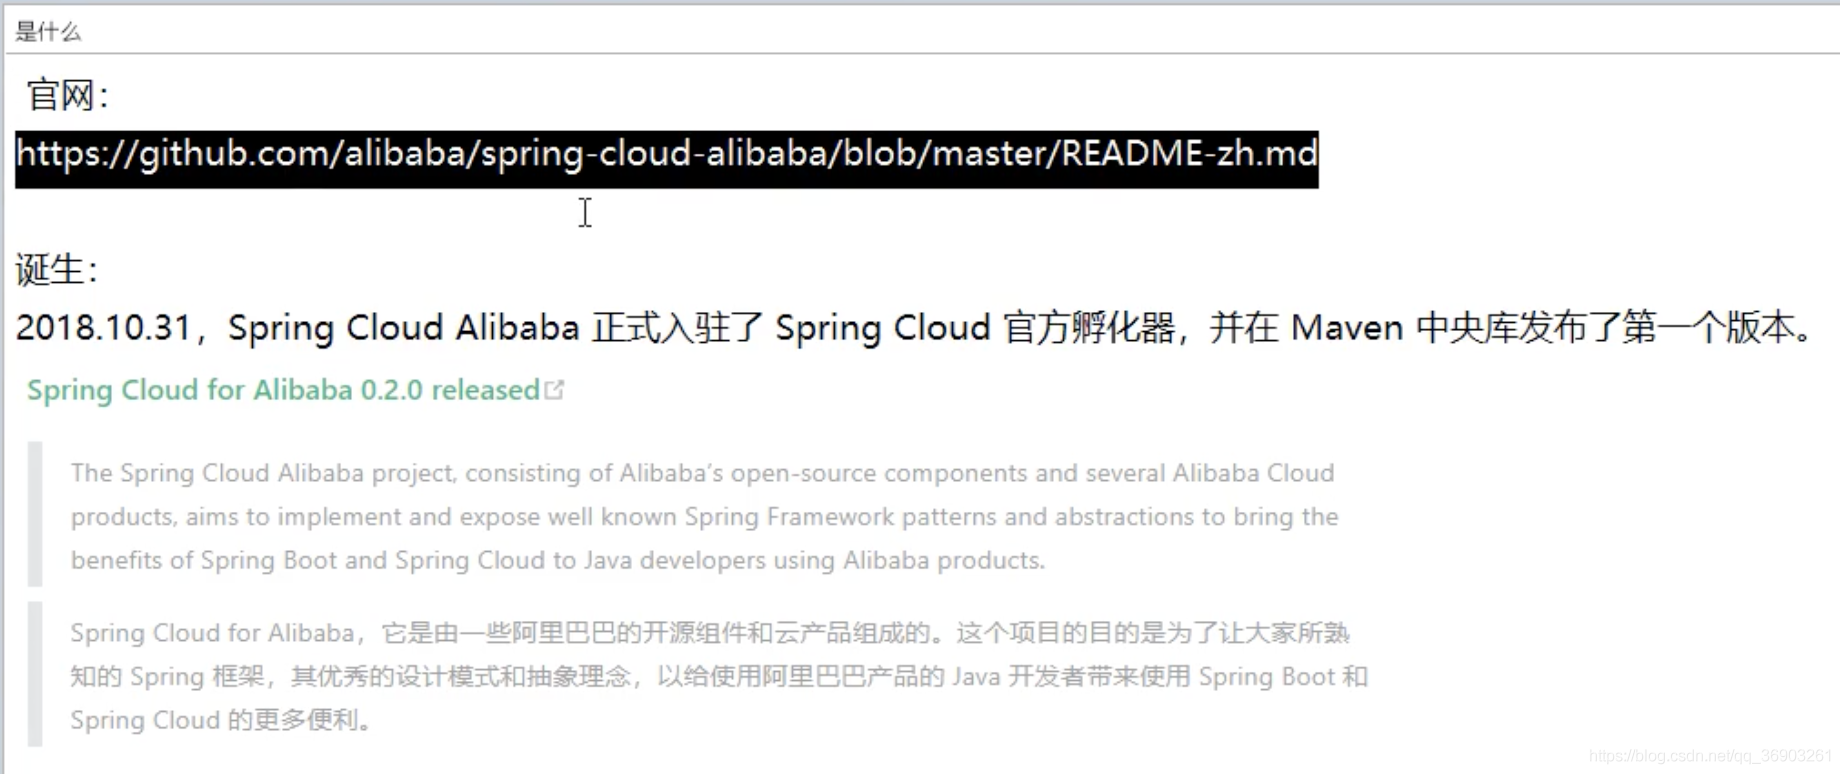 是什么
官网：
https://github.com/alibaba/spring-cloud-alibaba/blob/master/README-zh.md
诞生：
2018.10.31，Spring Cloud Alibaba 正式入驻了 Spring Cloud 官方孵化器，并在 Maven 中央库发布了第一个版本。
Spring Cloud for Alibaba 0.2.0 released
The Spring Cloud Alibaba project, consisting of Alibaba’s open-source components and several Alibaba Cloud
products, aims to implement and expose well known Spring Framework patterns and abstractions to bring the
benefits of Spring Boot and Spring Cloud to Java developers using Alibaba products.
Spring Cloud for Alibaba，它是由一些阿里巴巴的开源组件和云产品组成的。这个项目的目的是为了让大家所熟
知的 Spring 框架，其优秀的设计模式和抽象理念，以给使用阿里巴巴产品的 Java 开发者带来使用 Spring Boot 和
Spring Cloud 的更多便利。
https://blog.csdn.net/qq_36903261